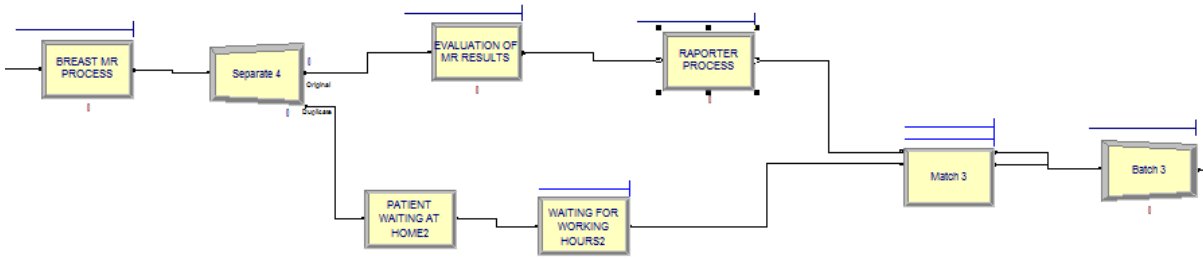 BREAST MR
PROCESS
Separate 4
Original
Duplicate
EVALUATION OF
MR RESULTS
RAPORTER
PROCESS
PATIENT
WAITING AT
HOME2
WAITING FOR
WORKING
HOURS2
Match 3
Batch 3